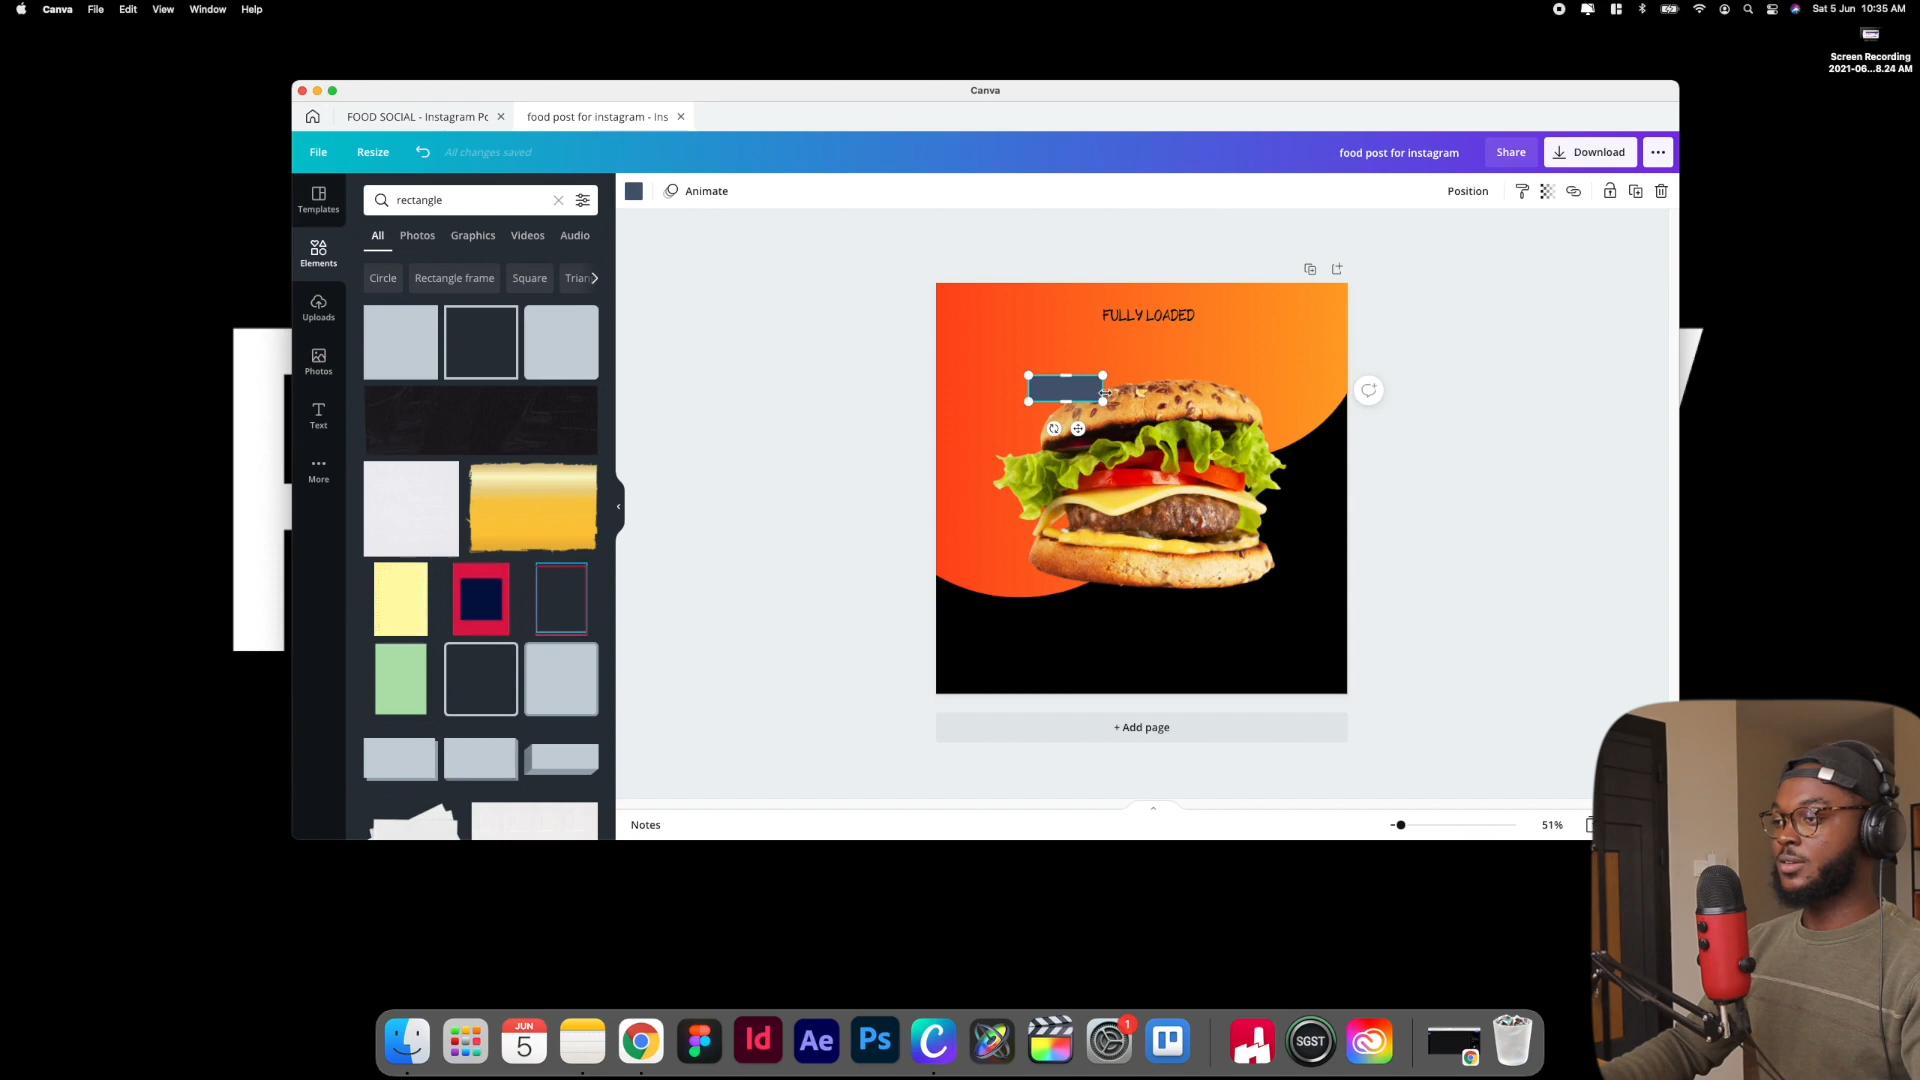 Canva File Edit View Window Help
Sat 5 Jun 10:35 AM
Screen Recording
2021-06...8.24 AM
Canva
FOOD SOCIAL - Instagram Pc
food post for instagram - Ins
File Resize All changes saved
food post for instagram Share Download
Templates
Elements
Uploads
Photos
Text
More
rectangle
All Photos Graphics Videos Audio
Circle Rectangle frame Square Trian
Animate
Position
FULLY LOADED
+ Add page
Notes
51%
JUN
5
1
Id
Ae
Ps
C
SGST